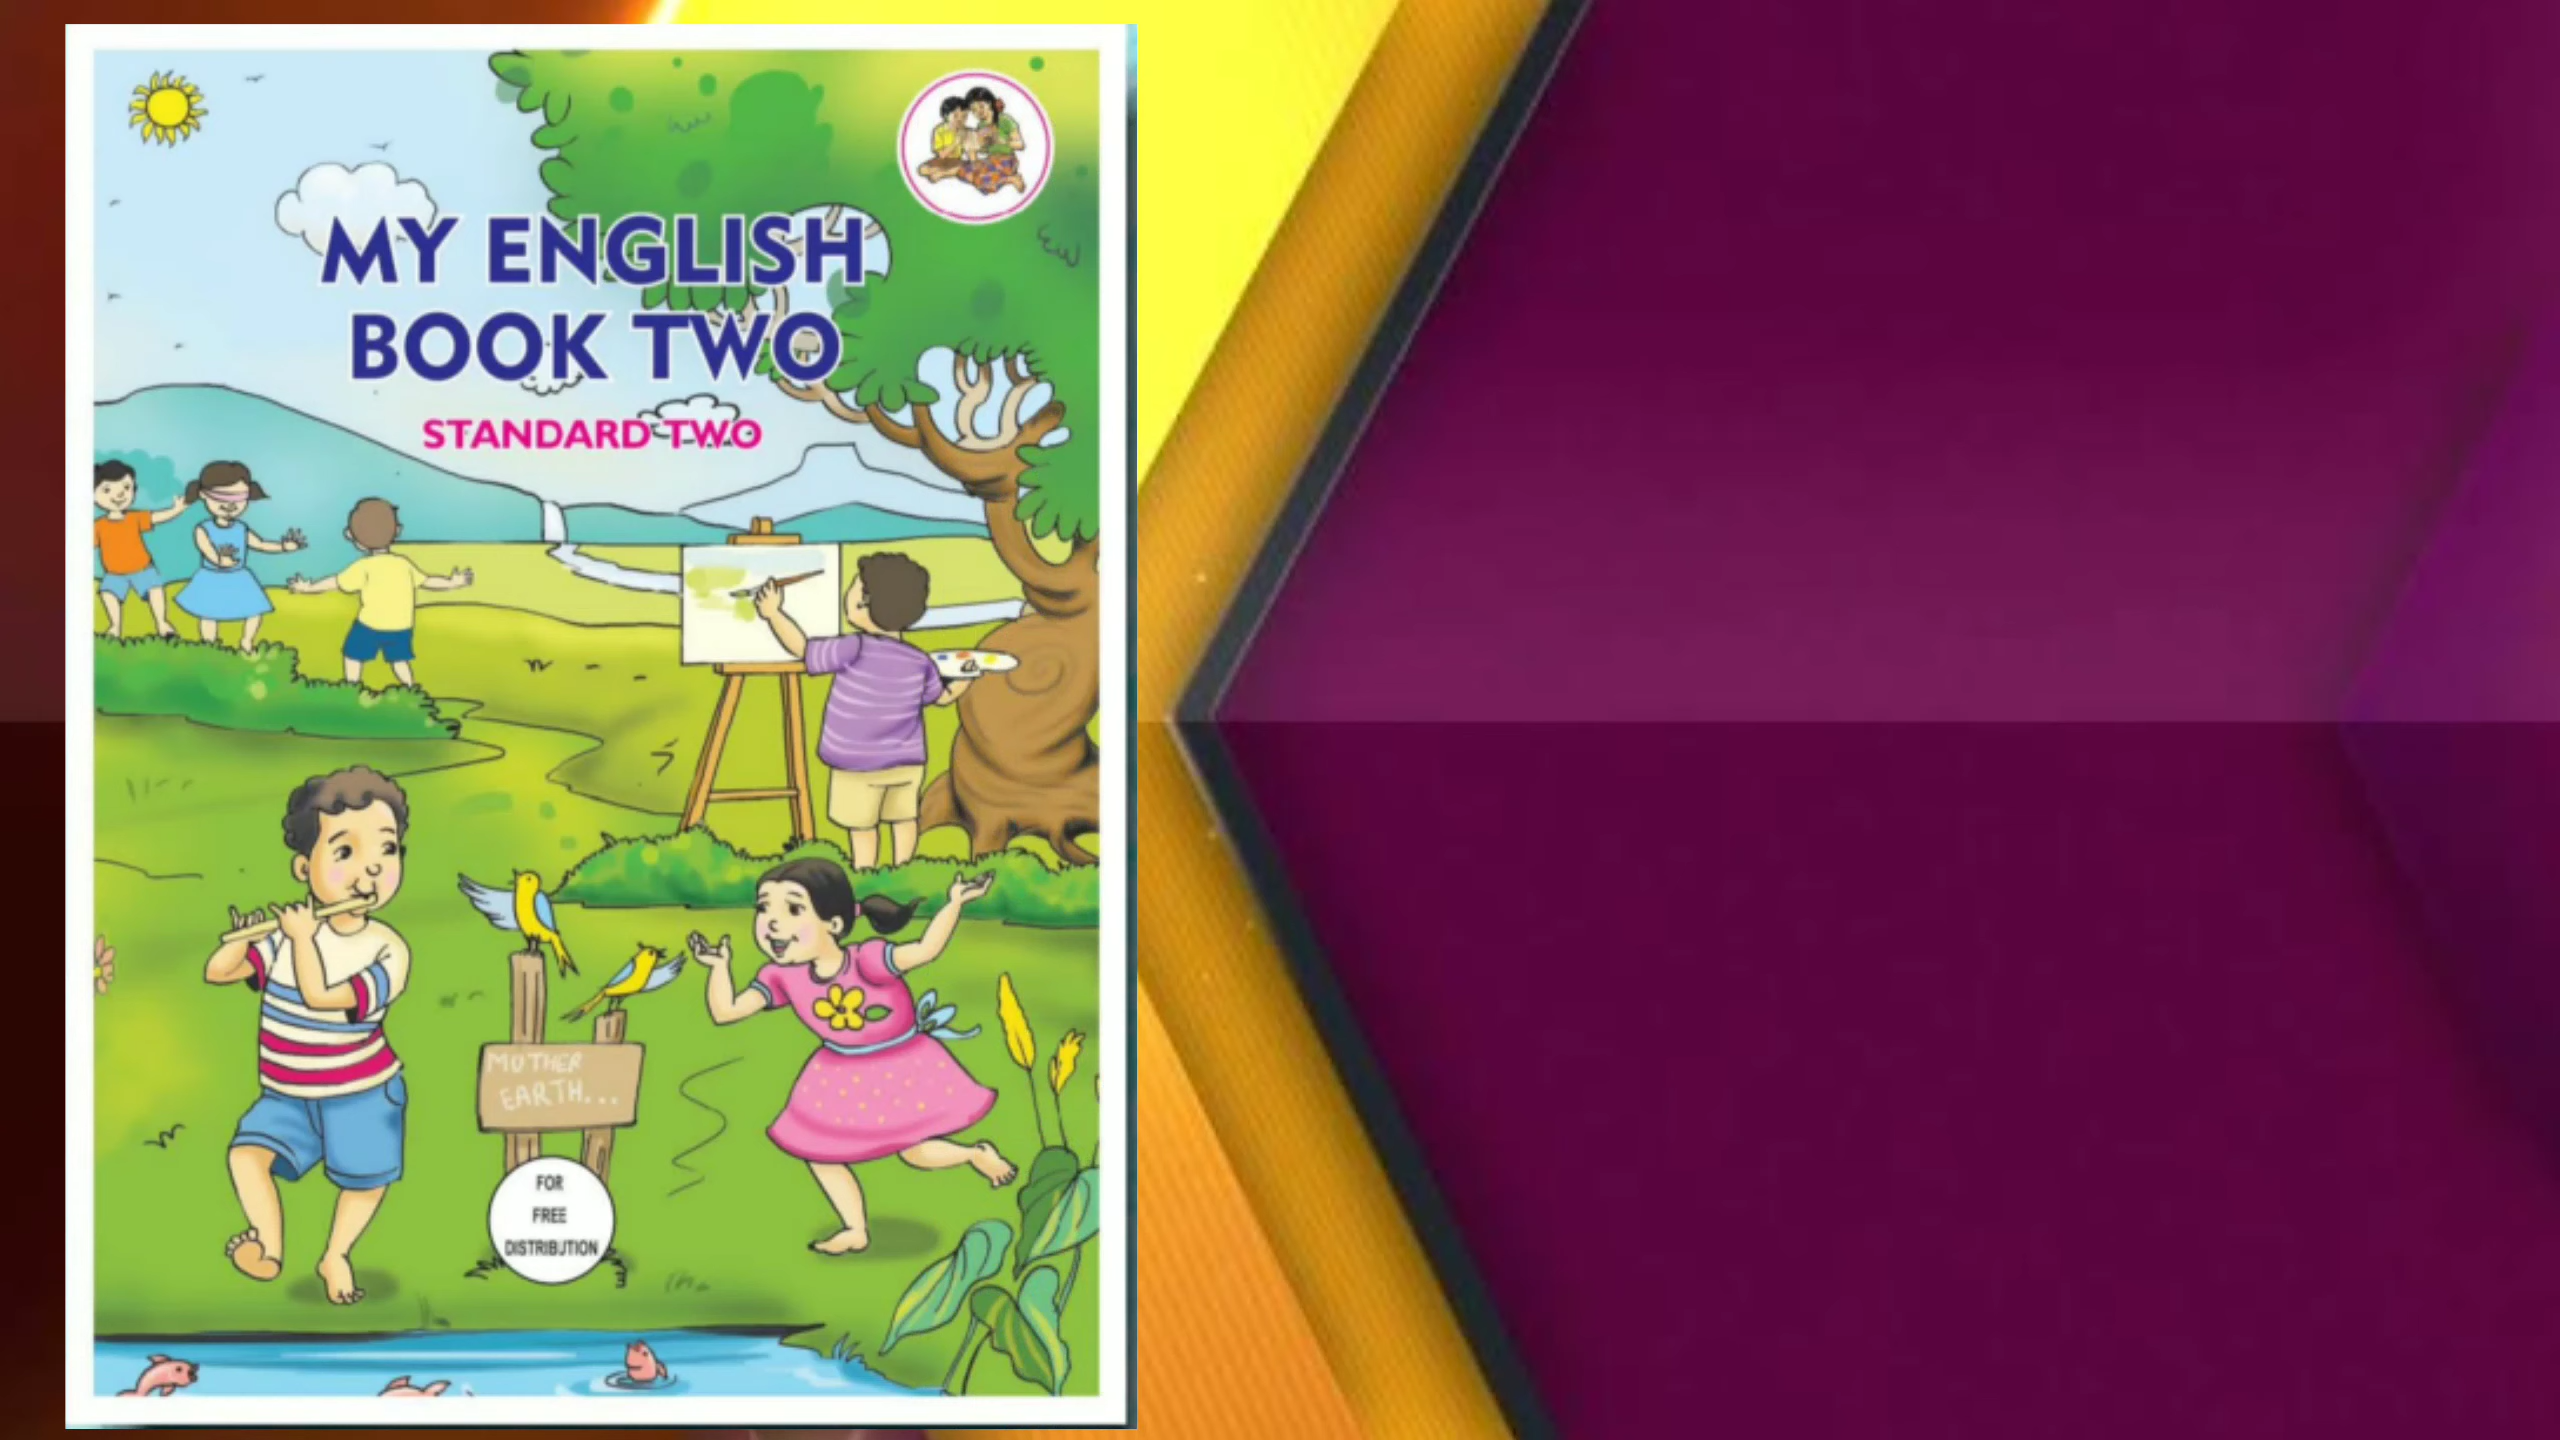 MY ENGLISH
BOOK TWO
STANDARD TWO
MOTHER
EARTH...
FOR
FREE
DISTRIBUTION